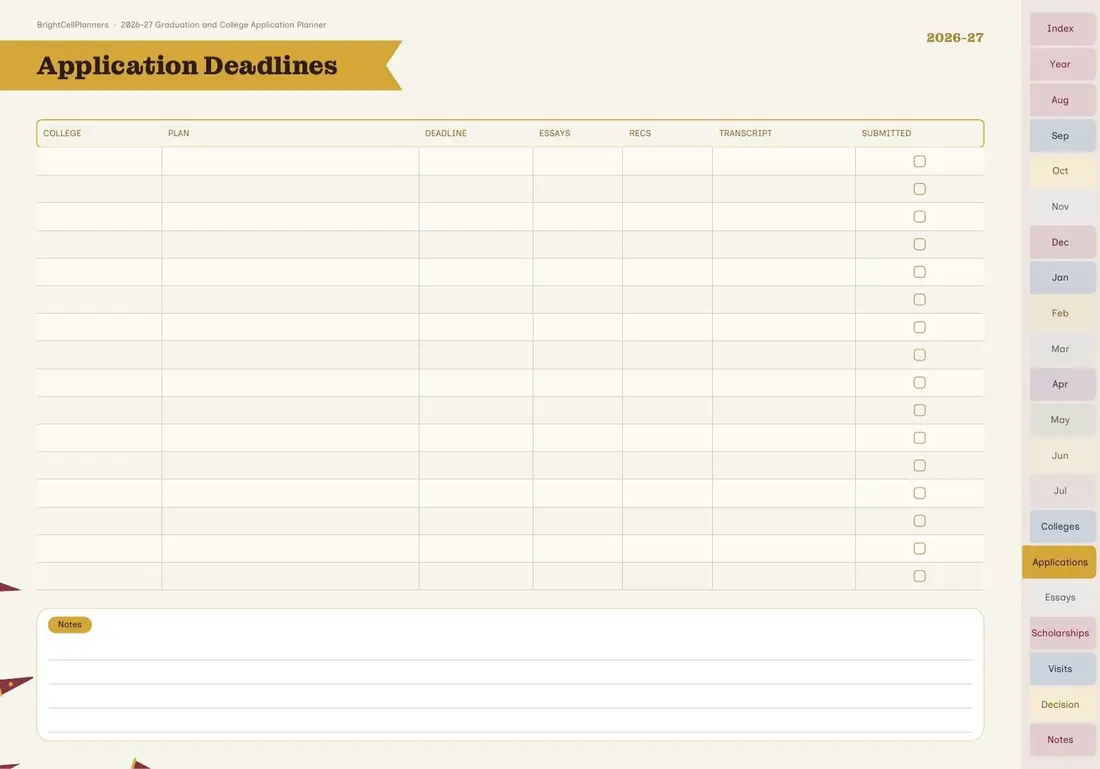 BrightCellPlanners · 2026-27 Graduation and College Application Planner
2026-27
Application Deadlines
COLLEGE PLAN DEADLINE ESSAYS RECS TRANSCRIPT SUBMITTED
Notes
Index
Year
Aug
Sep
Oct
Nov
Dec
Jan
Feb
Mar
Apr
May
Jun
Jul
Colleges
Applications
Essays
Scholarships
Visits
Decision
Notes